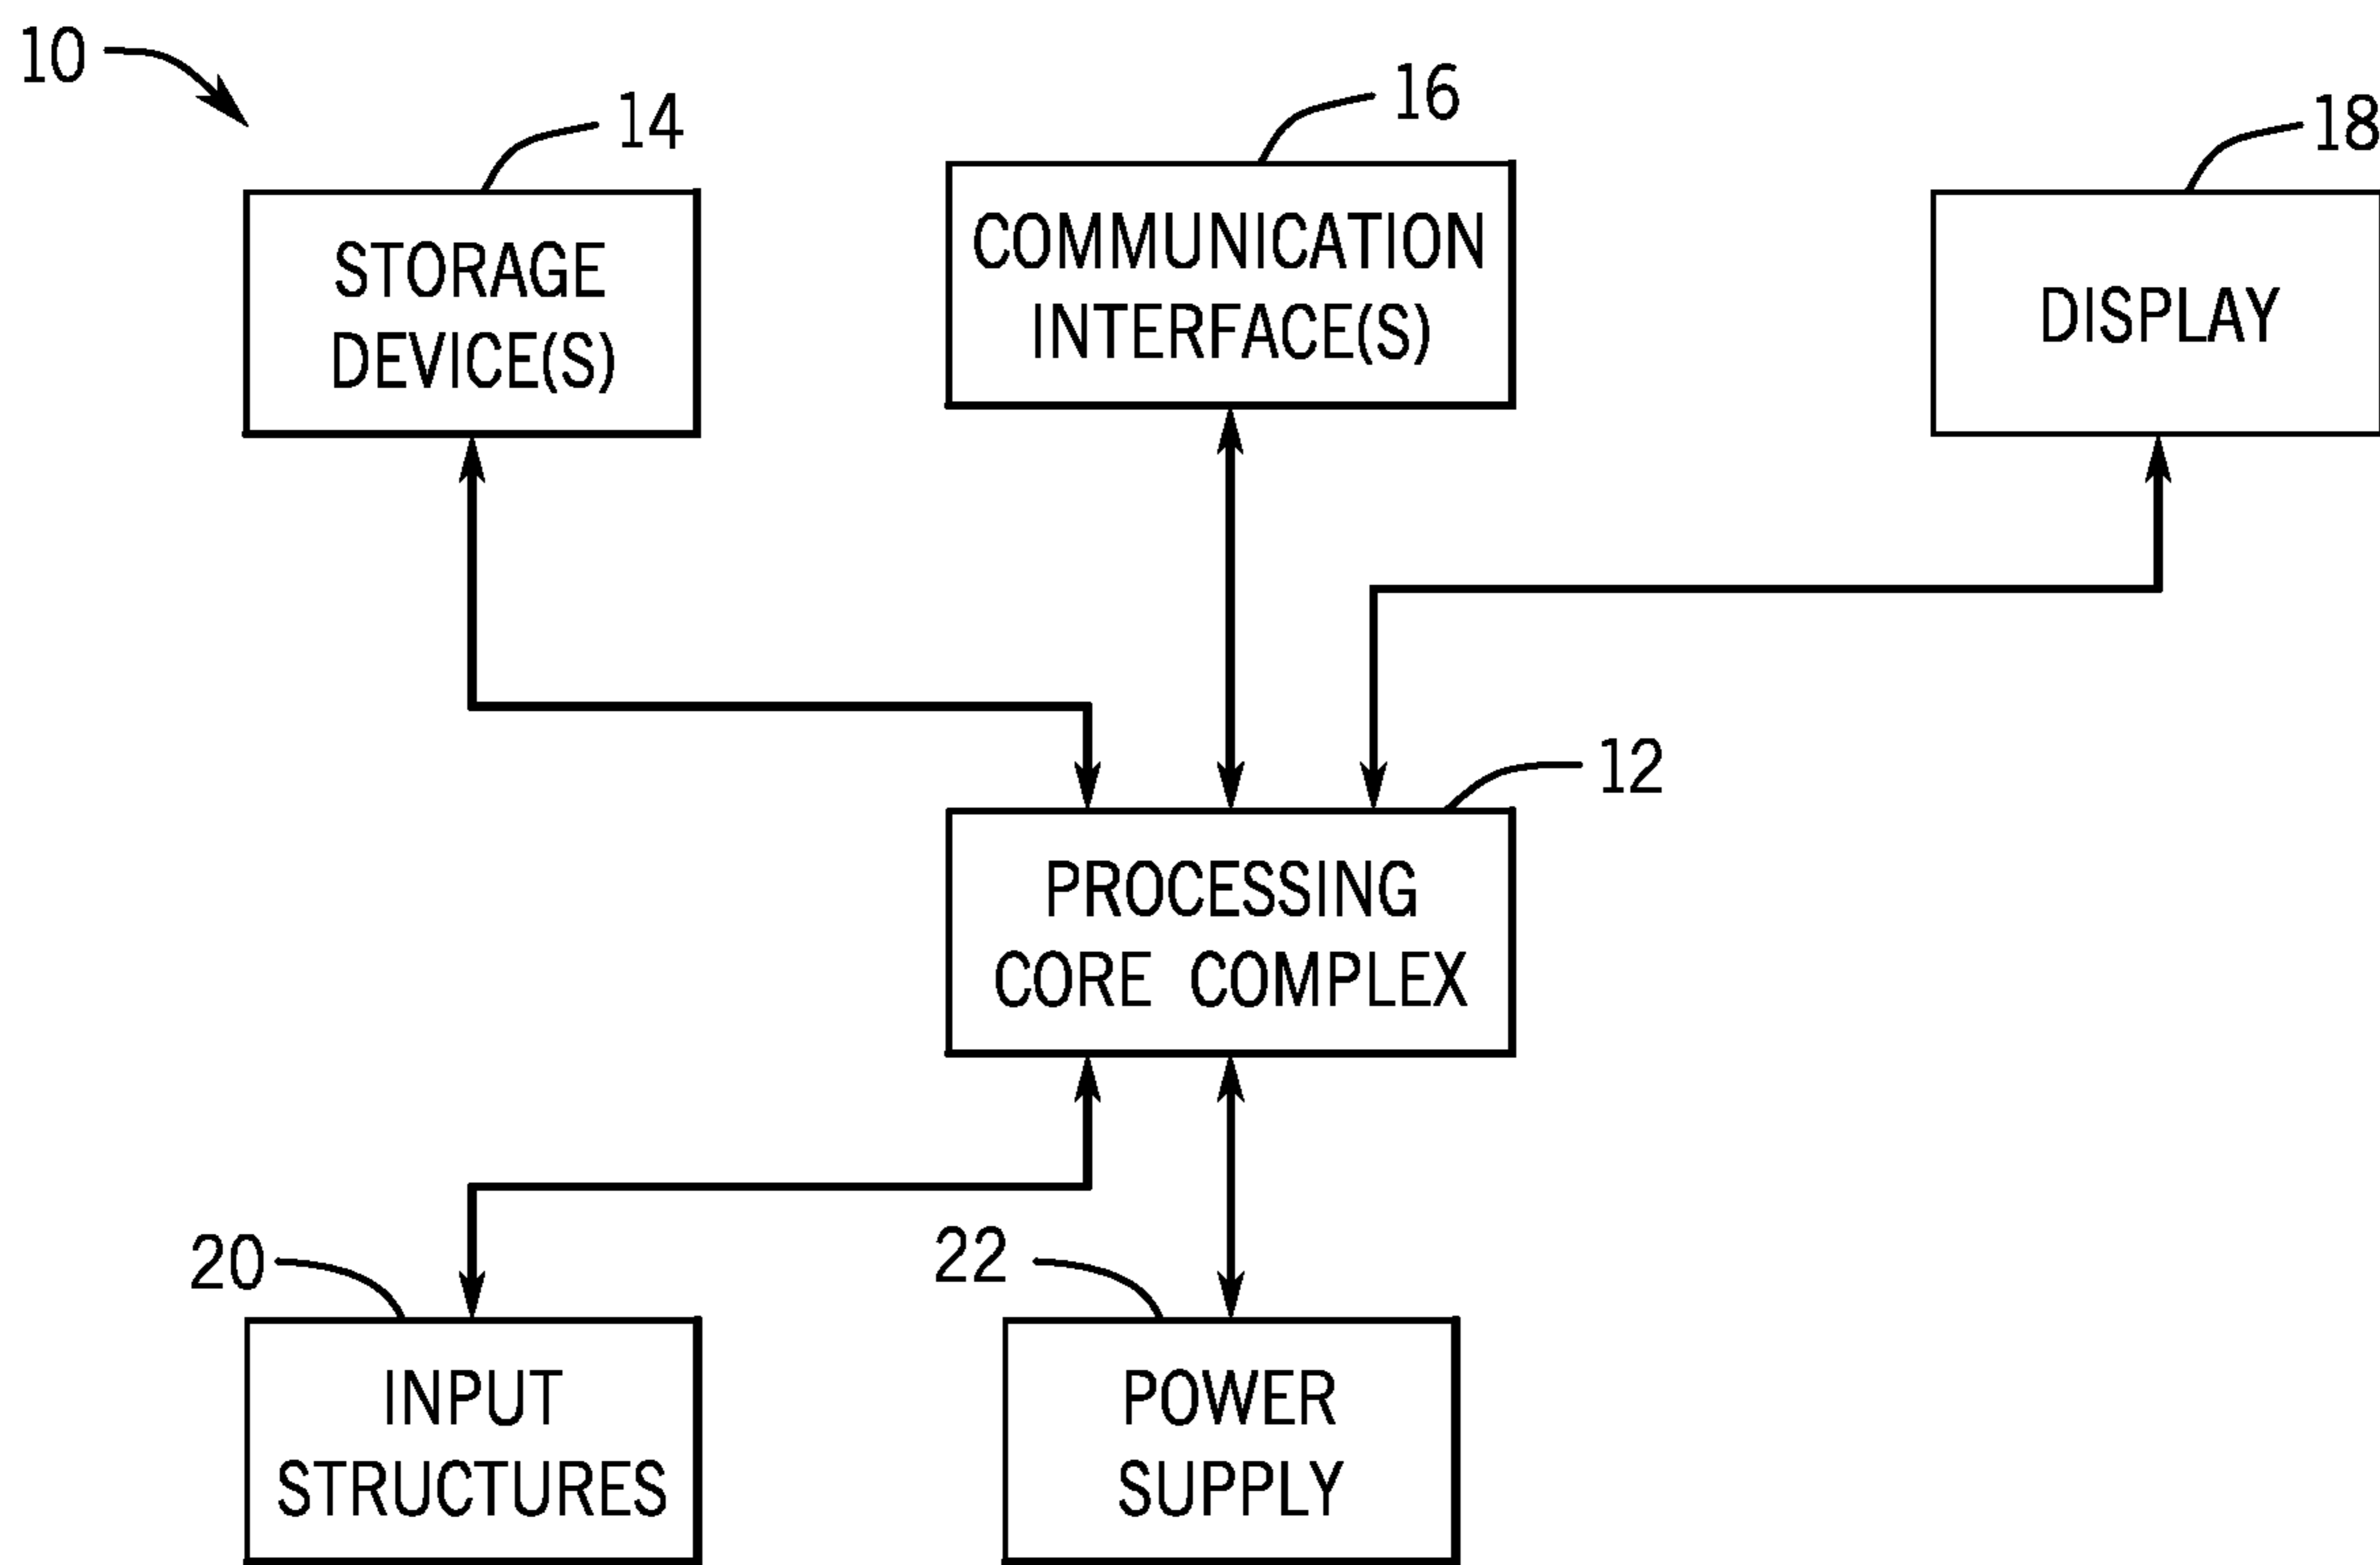 10
14
16
18
STORAGE
DEVICE(S)
COMMUNICATION
INTERFACE(S)
DISPLAY
12
PROCESSING
CORE COMPLEX
20
22
INPUT
STRUCTURES
POWER
SUPPLY